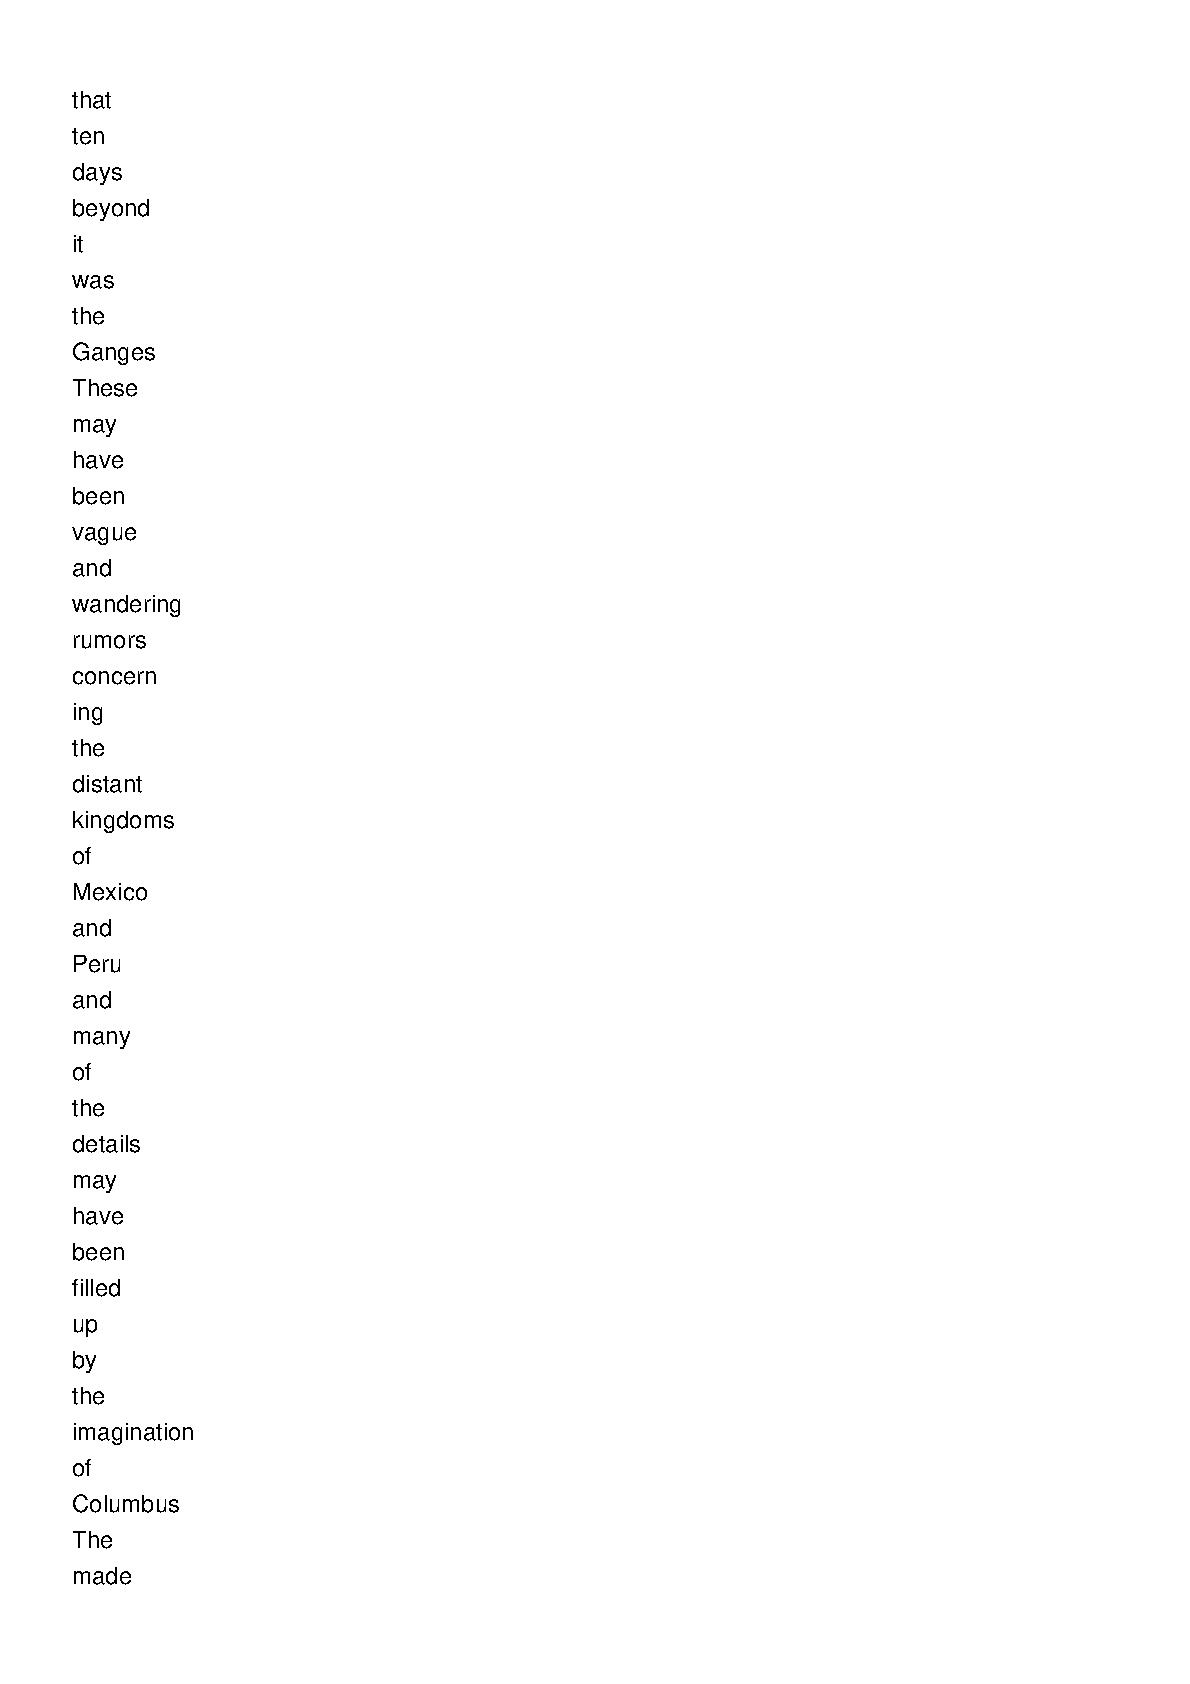 that
ten
days
beyond
it
was
the
Ganges
These
may
have
been
vague
and
wandering
rumors
concern
ing
the
distant
kingdoms
of
Mexico
and
Peru
and
many
of
the
details
may
have
been
filled
up
by
the
imagination
of
Columbus
The
made